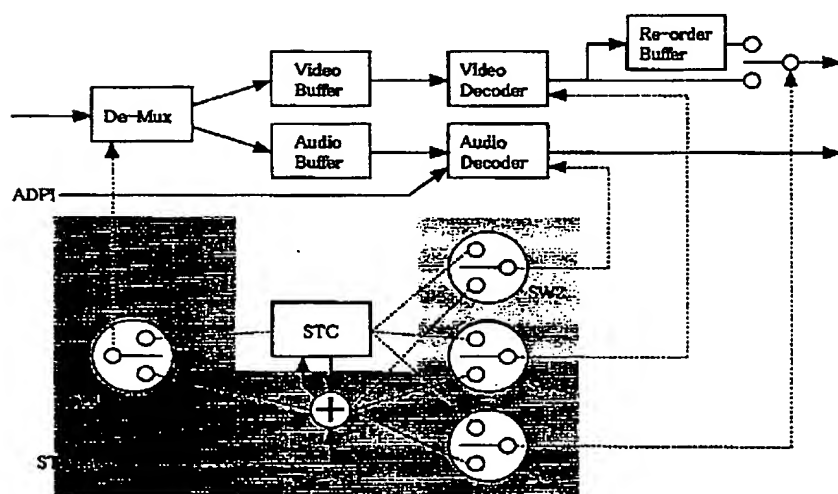 Re-order
Buffer
Video
Buffer
Video
Decoder
De-Mux
Audio
Buffer
Audio
Decoder
ADPI
SW2
STC
+